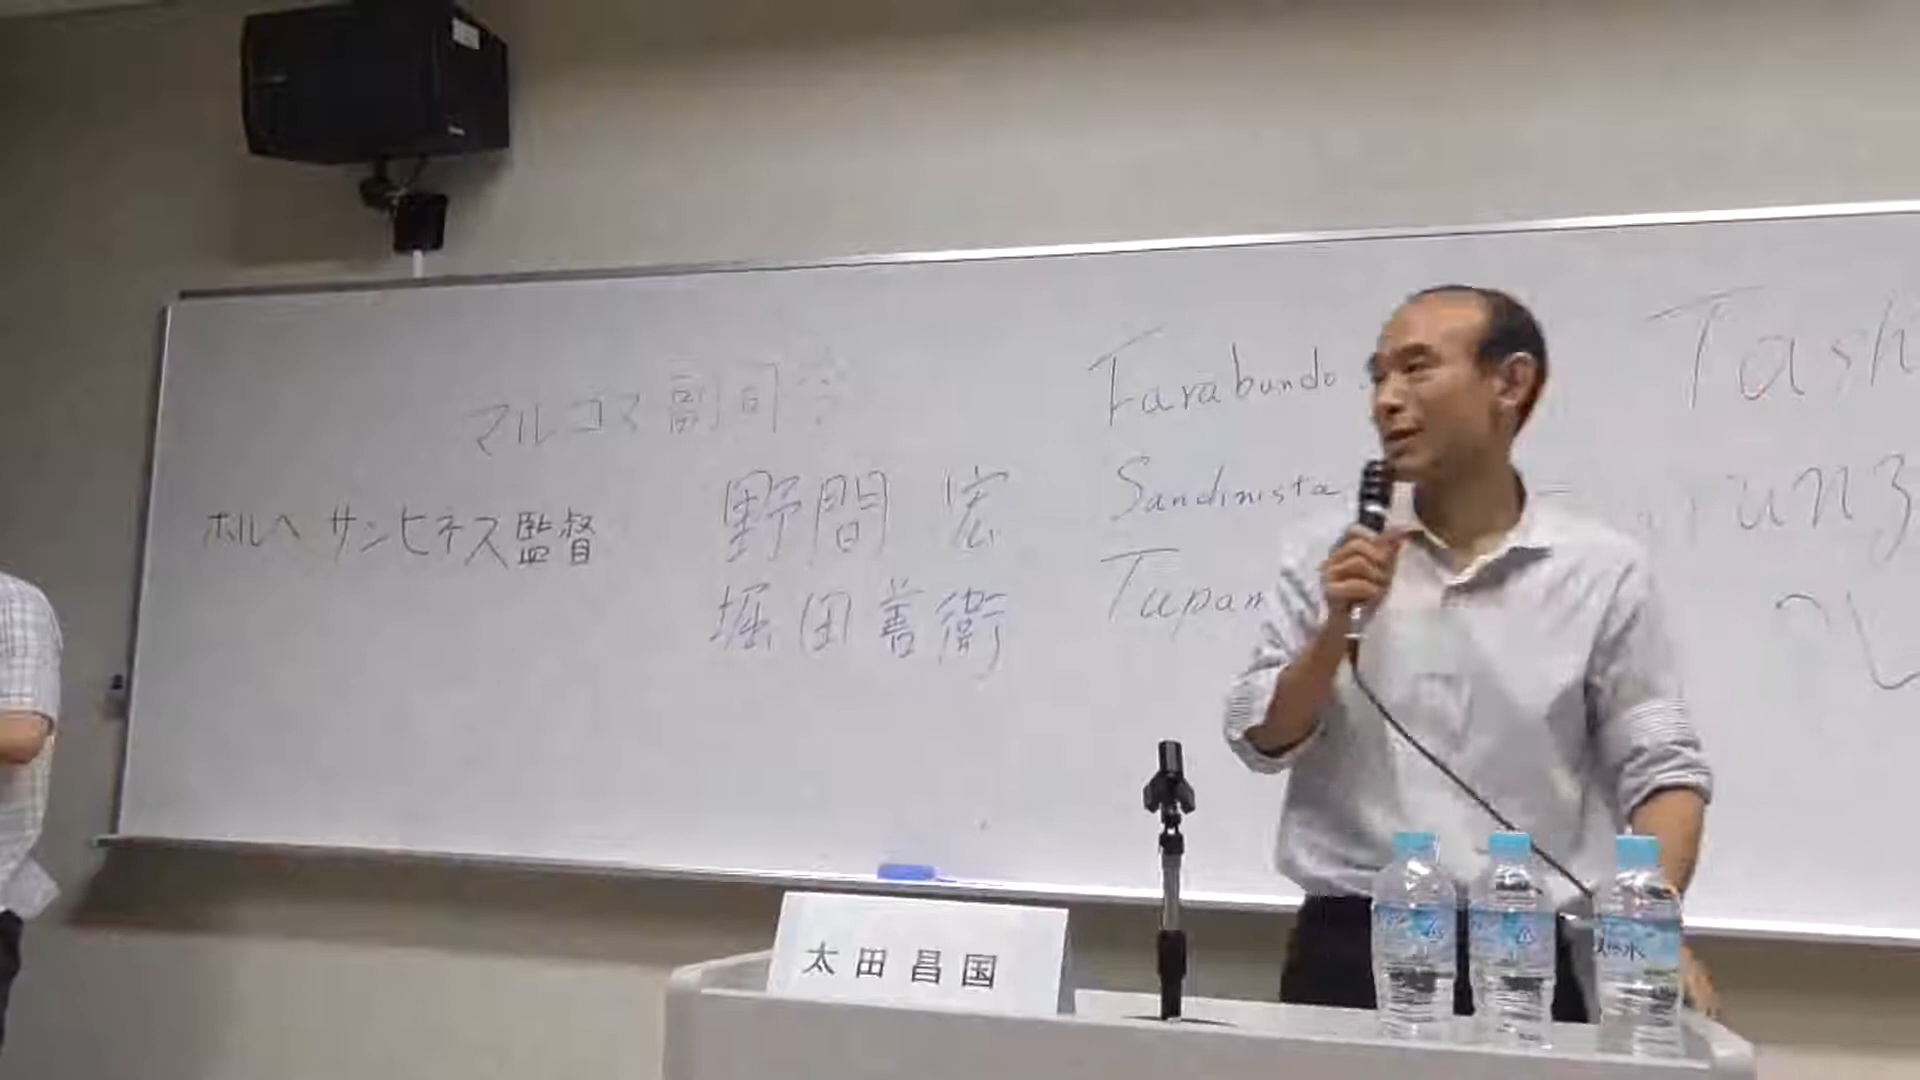 マルコス副司令
ホルヘ サンヒネス監督
野間 宏
堀田善衛
Farabundo
Sandinista
Tupam
Tash
太田昌国